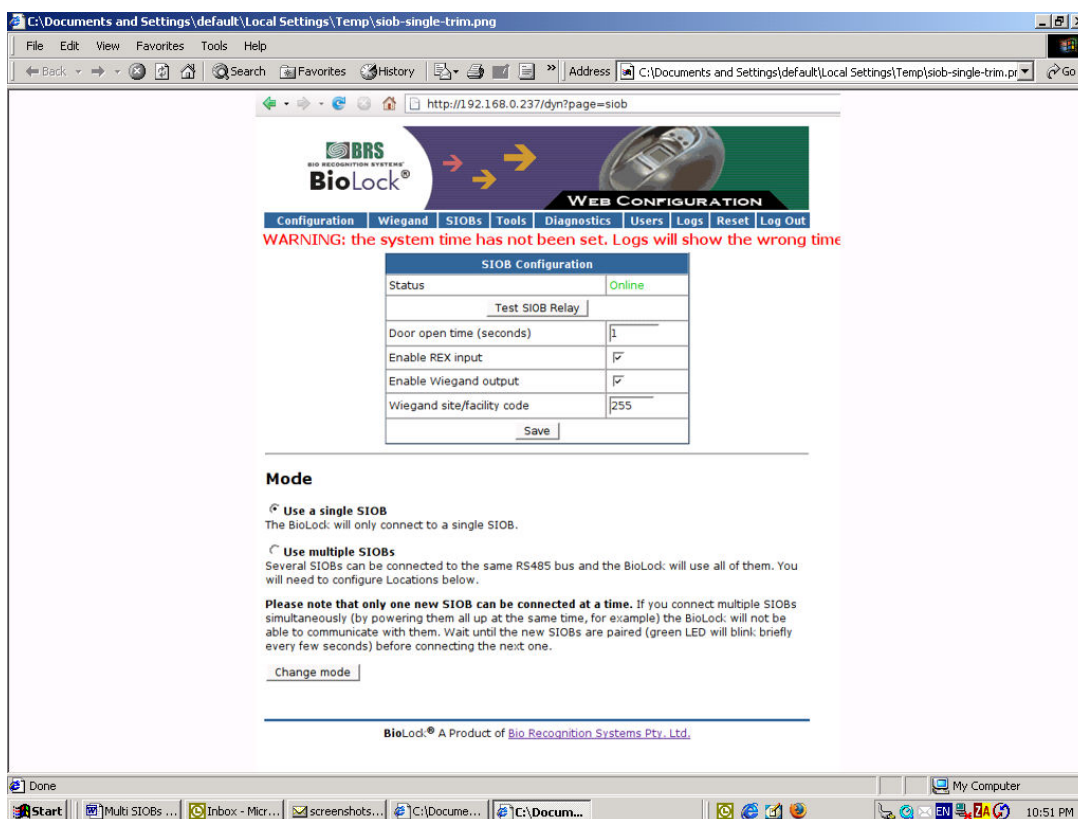 C:\Documents and Settings\default\Local Settings\Temp\siob-single-trim.png
File Edit View Favorites Tools Help
Back Search Favorites History » Address C:\Documents and Settings\default\Local Settings\Temp\siob-single-trim.pr Go
http://192.168.0.237/dyn?page=siob
BRS
BIO RECOGNITION SYSTEMS
BioLock®
WEB CONFIGURATION
Configuration Wiegand SIOBs Tools Diagnostics Users Logs Reset Log Out
WARNING: the system time has not been set. Logs will show the wrong time
SIOB Configuration
Status Online
Test SIOB Relay
Door open time (seconds) 1
Enable REX input
Enable Wiegand output
Wiegand site/facility code 255
Save
Mode
Use a single SIOB
The BioLock will only connect to a single SIOB.
Use multiple SIOBs
Several SIOBs can be connected to the same RS485 bus and the BioLock will use all of them. You
will need to configure Locations below.
Please note that only one new SIOB can be connected at a time. If you connect multiple SIOBs
simultaneously (by powering them all up at the same time, for example) the BioLock will not be
able to communicate with them. Wait until the new SIOBs are paired (green LED will blink briefly
every few seconds) before connecting the next one.
Change mode
BioLock® A Product of Bio Recognition Systems Pty. Ltd.
Done My Computer
Start Multi SIOBs ... Inbox - Micr... screenshots... C:\Docume... C:\Docum... EN ZA 10:51 PM